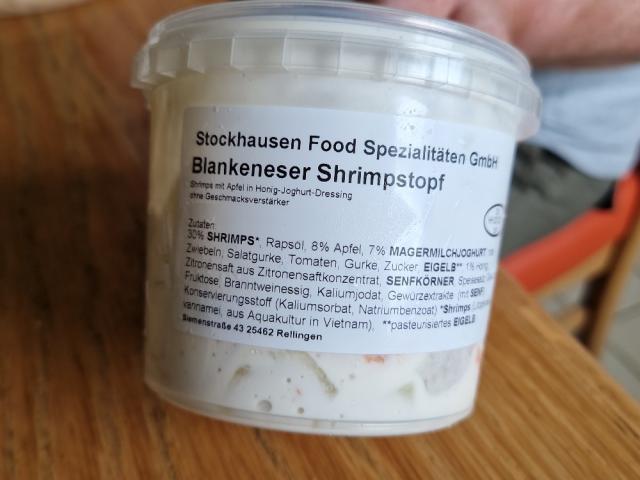 Stockhausen Food Spezialitäten GmbH
Blankeneser Shrimpstopf
Shrimps mit Apfel in Honig-Joghurt-Dressing
ohne Geschmacksverstärker
Zutaten:
30% SHRIMPS*, Rapsöl, 8% Apfel, 7% MAGERMILCHJOGHURT,
Zwiebeln, Salatgurke, Tomaten, Gurke, Zucker, EIGELB**, 1% Honig,
Zitronensaft aus Zitronensaftkonzentrat, SENFKÖRNER, Speisesalz,
Fruktose, Branntweinessig, Kaliumjodat, Gewürzextrakte (mit SENF)
Konservierungsstoff (Kaliumsorbat, Natriumbenzoat) *Shrimps
vannamei, aus Aquakultur in Vietnam), **pasteurisiertes EIGELB
Siemenstraße 43 25462 Rellingen